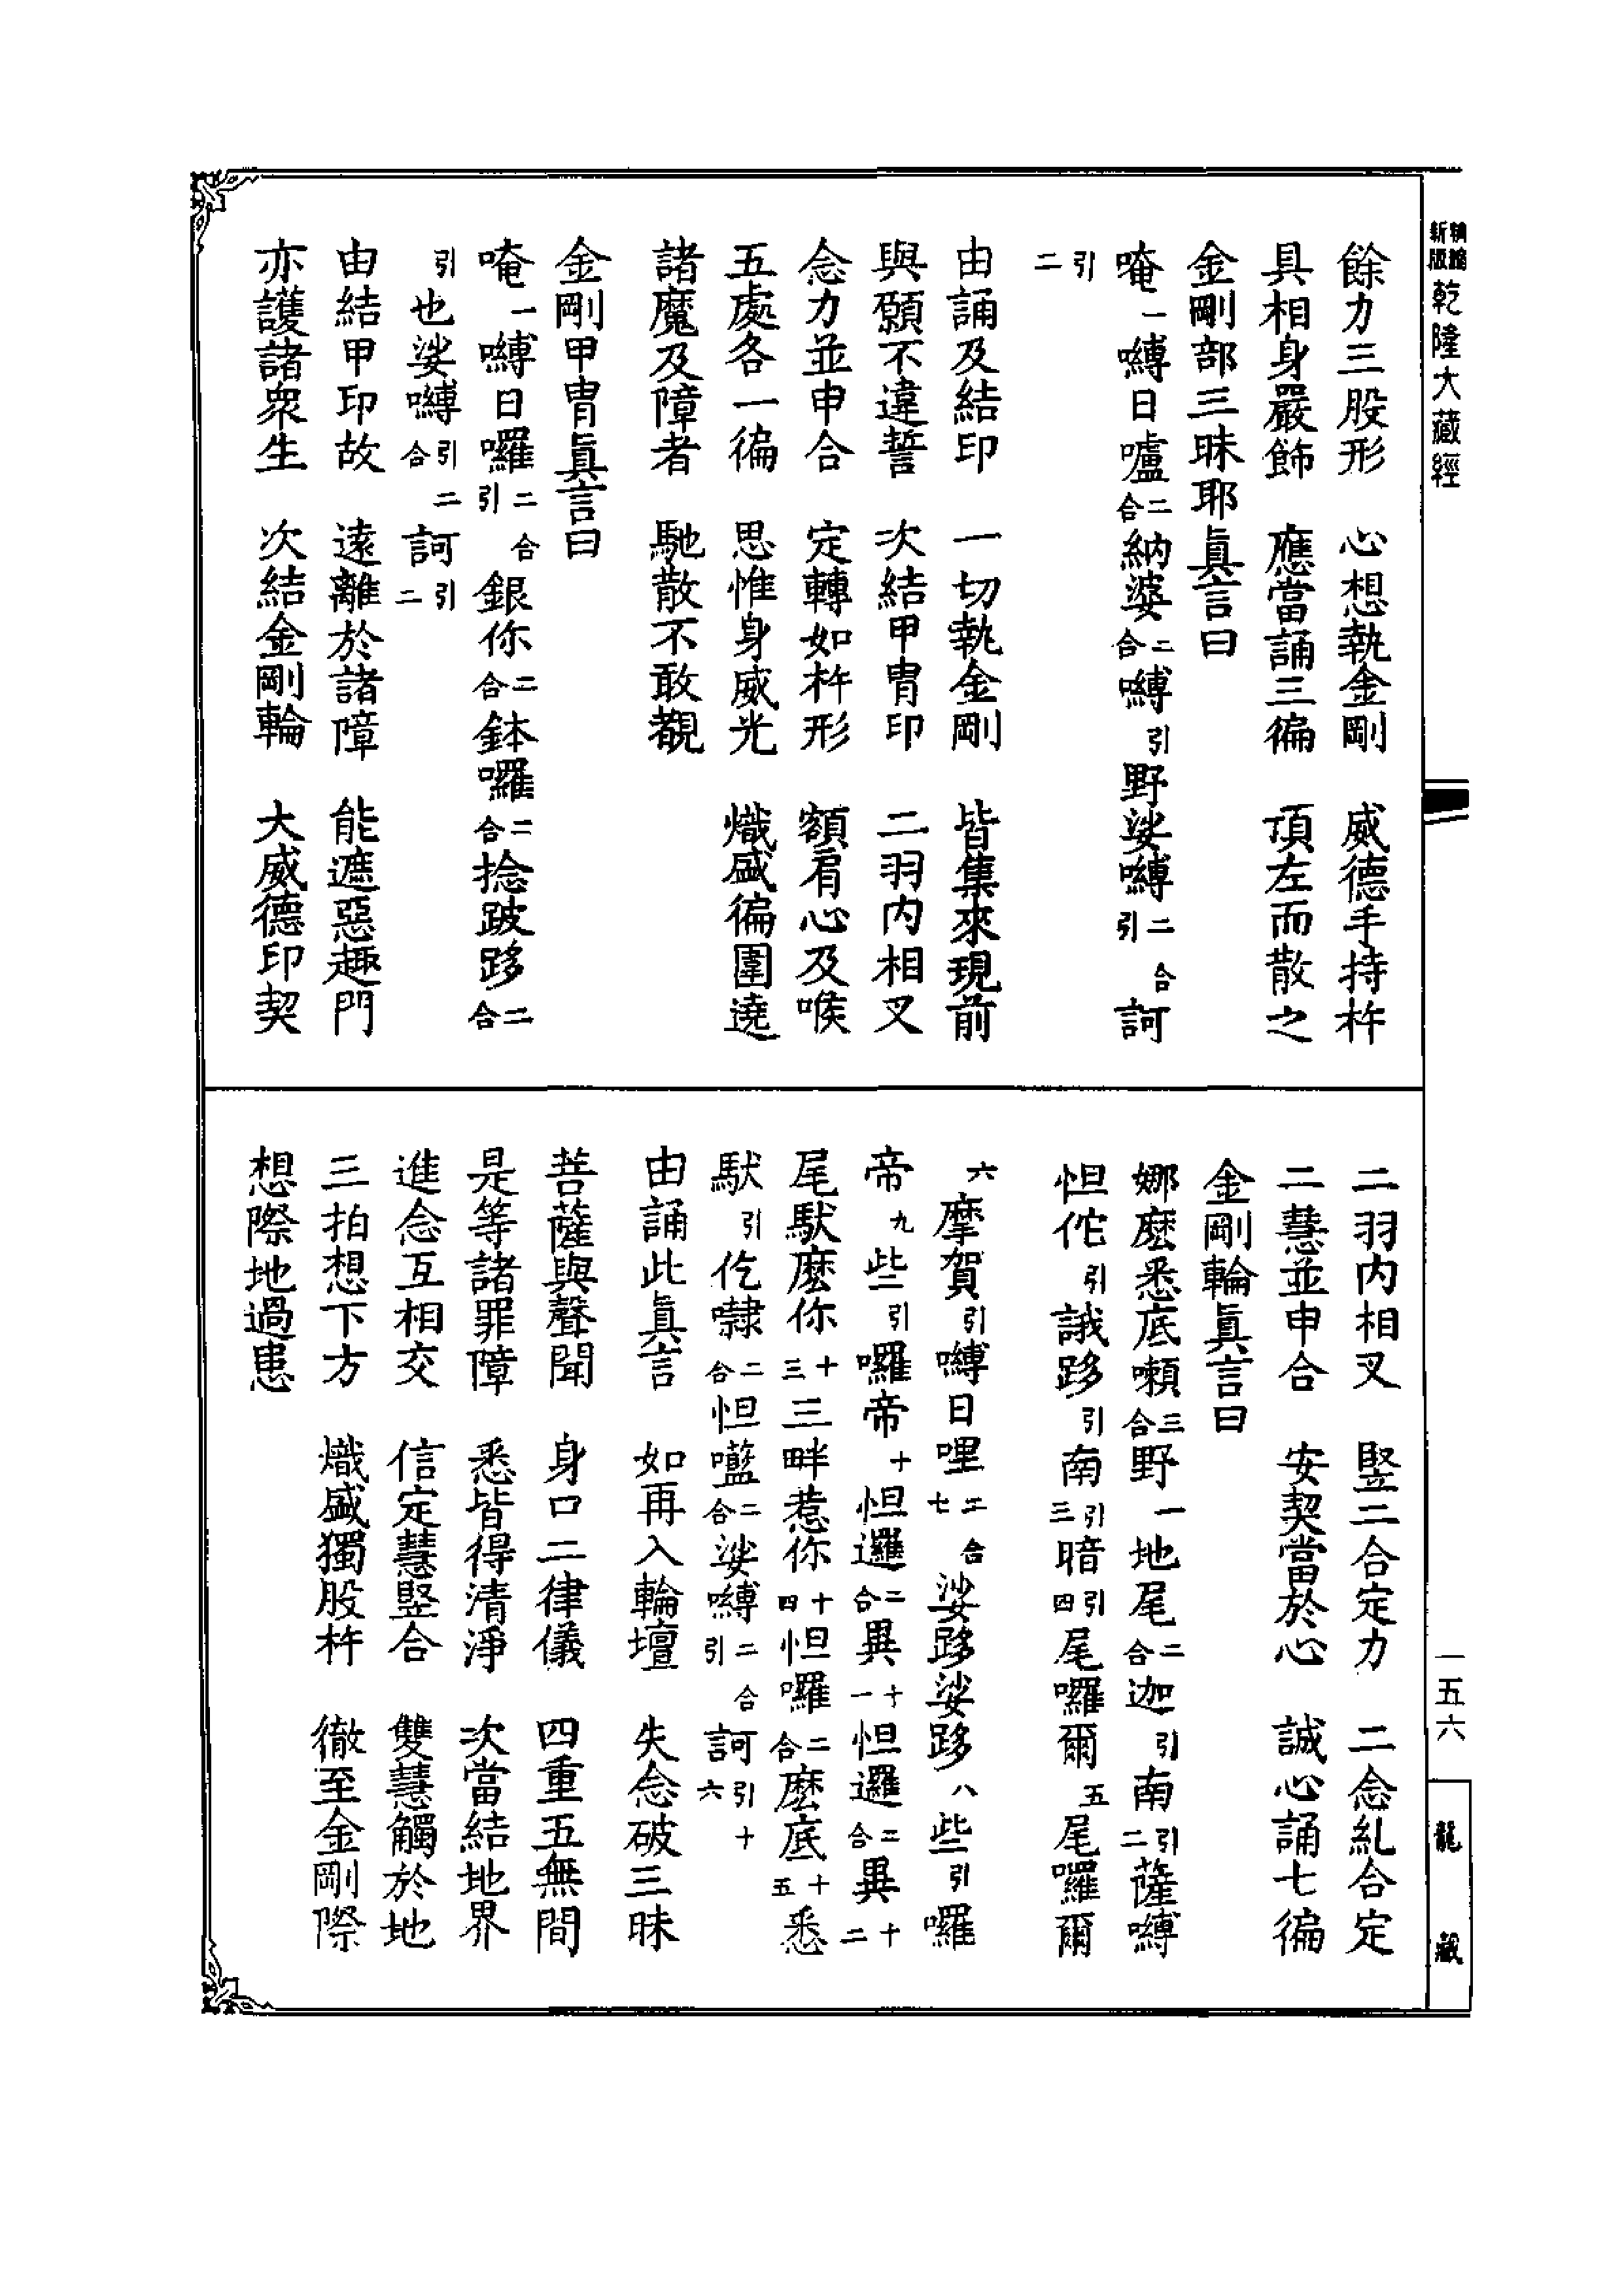 新版 精縮 乾隆大藏經
餘力三股形　心想執金剛　威德手持杵
具相身嚴飾　應當誦三徧　頂左而散之
金剛部三昧耶眞言曰
唵一嚩日嚧二合納婆二合嚩引野娑嚩二合引訶
引二
由誦及結印　一切執金剛　皆集來現前
與願不違誓　次結甲冑印　二羽內相叉
念力並申合　定轉如杵形　額肩心及喉
五處各一徧　思惟身威光　熾盛徧圍遶
諸魔及障者　馳散不敢覩
金剛甲冑眞言曰
唵一嚩日囉二合引銀你二合鉢囉二合捻跛跢二合
引也娑嚩二合引訶引二
由結甲印故　遠離於諸障　能遮惡趣門
亦護諸衆生　次結金剛輪　大威德印契
二羽內相叉　豎二合定力　二念糺合定
二慧並申合　安契當於心　誠心誦七徧
金剛輪眞言曰
娜麽悉底嚩三合野一地尾二合迦引南引二薩嚩
怛佗引誐跢引南引三暗引四尾囉爾五尾囉爾
六摩賀引嚩日哩二合七娑跢娑跢八些引囉
帝九些引囉帝十怛邏二合異十一怛邏二合異十二
尾馱麽你十三三畔惹你十四怛囉二合麽底十五悉
馱引仡㘑二合怛㘕二合娑嚩二合引訶引十六
由誦此眞言　如再入輪壇　失念破三昧
菩薩與聲聞　身口二律儀　四重五無間
是等諸罪障　悉皆得清淨　次當結地界
進念互相交　信定慧豎合　雙慧觸於地
三拍想下方　熾盛獨股杵　徹至金剛際
想際地過患
一五六
龍藏